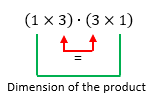 (1 × 3) · (3 × 1)
=
Dimension of the product